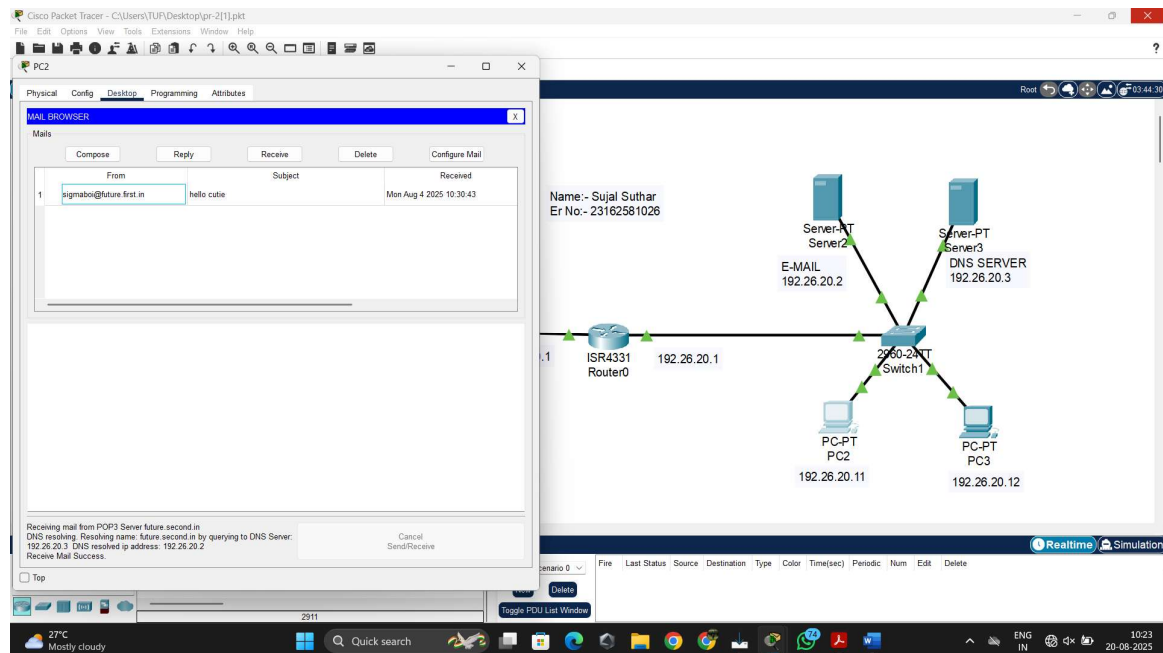 Cisco Packet Tracer - C:\Users\TUF\Desktop\pr-2[1].pkt
File Edit Options View Tools Extensions Window Help
?
PC2
Physical Config Desktop Programming Attributes
Root 03:44:30
MAIL BROWSER X
Mails
Compose Reply Receive Delete Configure Mail
From Subject Received
1 sigmaboi@future.first.in hello cutie Mon Aug 4 2025 10:30:43
Name:- Sujal Suthar
Er No:- 23162581026
Server-PT
Server2
E-MAIL
192.26.20.2
Server-PT
Server3
DNS SERVER
192.26.20.3
.1
ISR4331
Router0
192.26.20.1
2960-24TT
Switch1
PC-PT
PC2
192.26.20.11
PC-PT
PC3
192.26.20.12
Receiving mail from POP3 Server future.second.in
DNS resolving. Resolving name: future.second.in by querying to DNS Server:
192.26.20.3 DNS resolved ip address: 192.26.20.2
Receive Mail Success.
Cancel
Send/Receive
Top
Realtime Simulation
cenario 0
Fire Last Status Source Destination Type Color Time(sec) Periodic Num Edit Delete
Delete
Toggle PDU List Window
2911
27°C
Mostly cloudy
Quick search
74
ENG
IN
10:23
20-08-2025